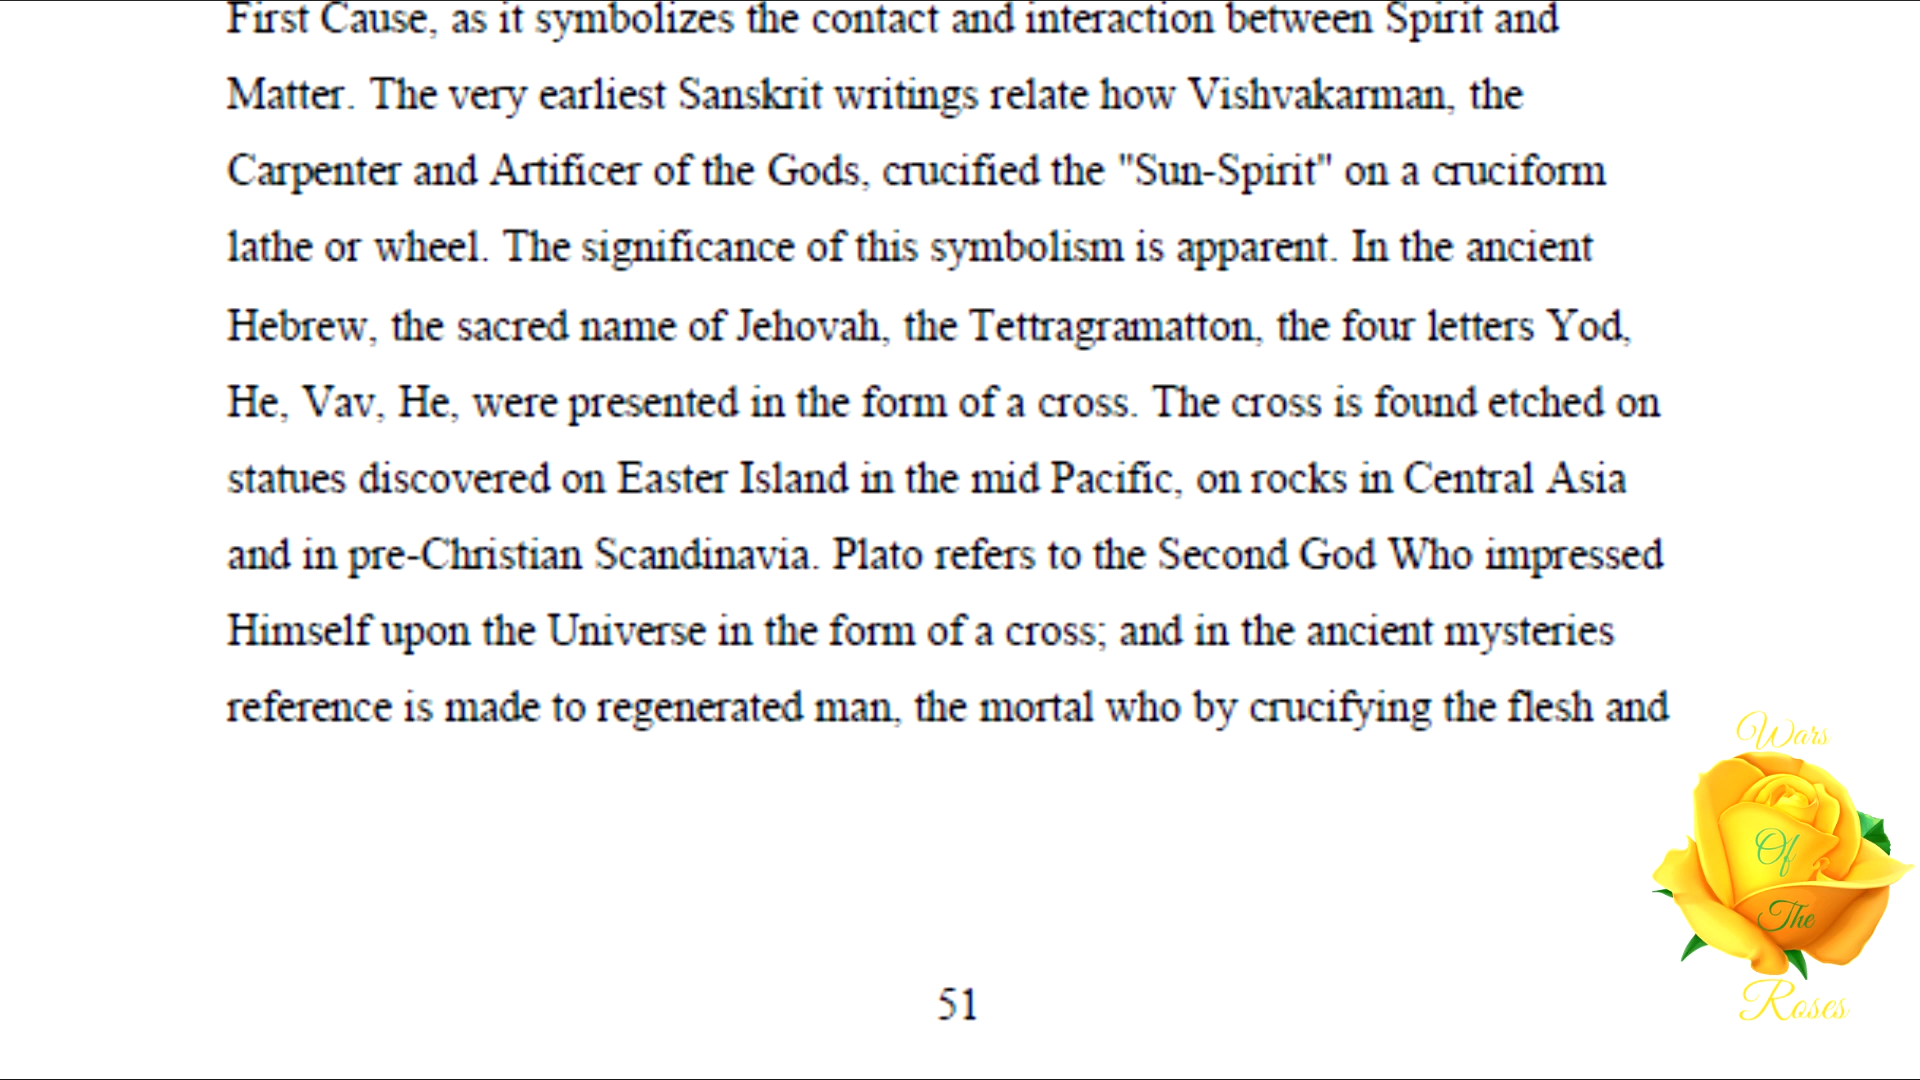 First Cause, as it symbolizes the contact and interaction between Spirit and
Matter. The very earliest Sanskrit writings relate how Vishvakarman, the
Carpenter and Artificer of the Gods, crucified the "Sun-Spirit" on a cruciform
lathe or wheel. The significance of this symbolism is apparent. In the ancient
Hebrew, the sacred name of Jehovah, the Tettragramatton, the four letters Yod,
He, Vav, He, were presented in the form of a cross. The cross is found etched on
statues discovered on Easter Island in the mid Pacific, on rocks in Central Asia
and in pre-Christian Scandinavia. Plato refers to the Second God Who impressed
Himself upon the Universe in the form of a cross; and in the ancient mysteries
reference is made to regenerated man, the mortal who by crucifying the flesh and
Wars
Of
The
Roses
51